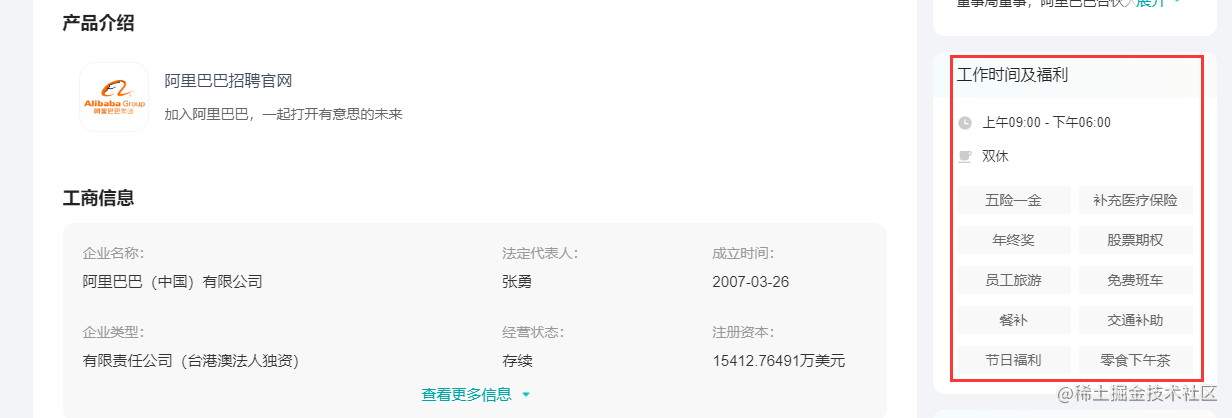 产品介绍
Alibaba Group
阿里巴巴集团
阿里巴巴招聘官网
加入阿里巴巴，一起打开有意思的未来
工商信息
企业名称：
阿里巴巴（中国）有限公司
法定代表人：
张勇
成立时间：
2007-03-26
企业类型：
有限责任公司（台港澳法人独资）
经营状态：
存续
注册资本：
15412.76491万美元
查看更多信息
董事局董事，阿里巴巴合伙人
展开
工作时间及福利
上午09:00 - 下午06:00
双休
五险一金
补充医疗保险
年终奖
股票期权
员工旅游
免费班车
餐补
交通补助
节日福利
零食下午茶
@稀土掘金技术社区